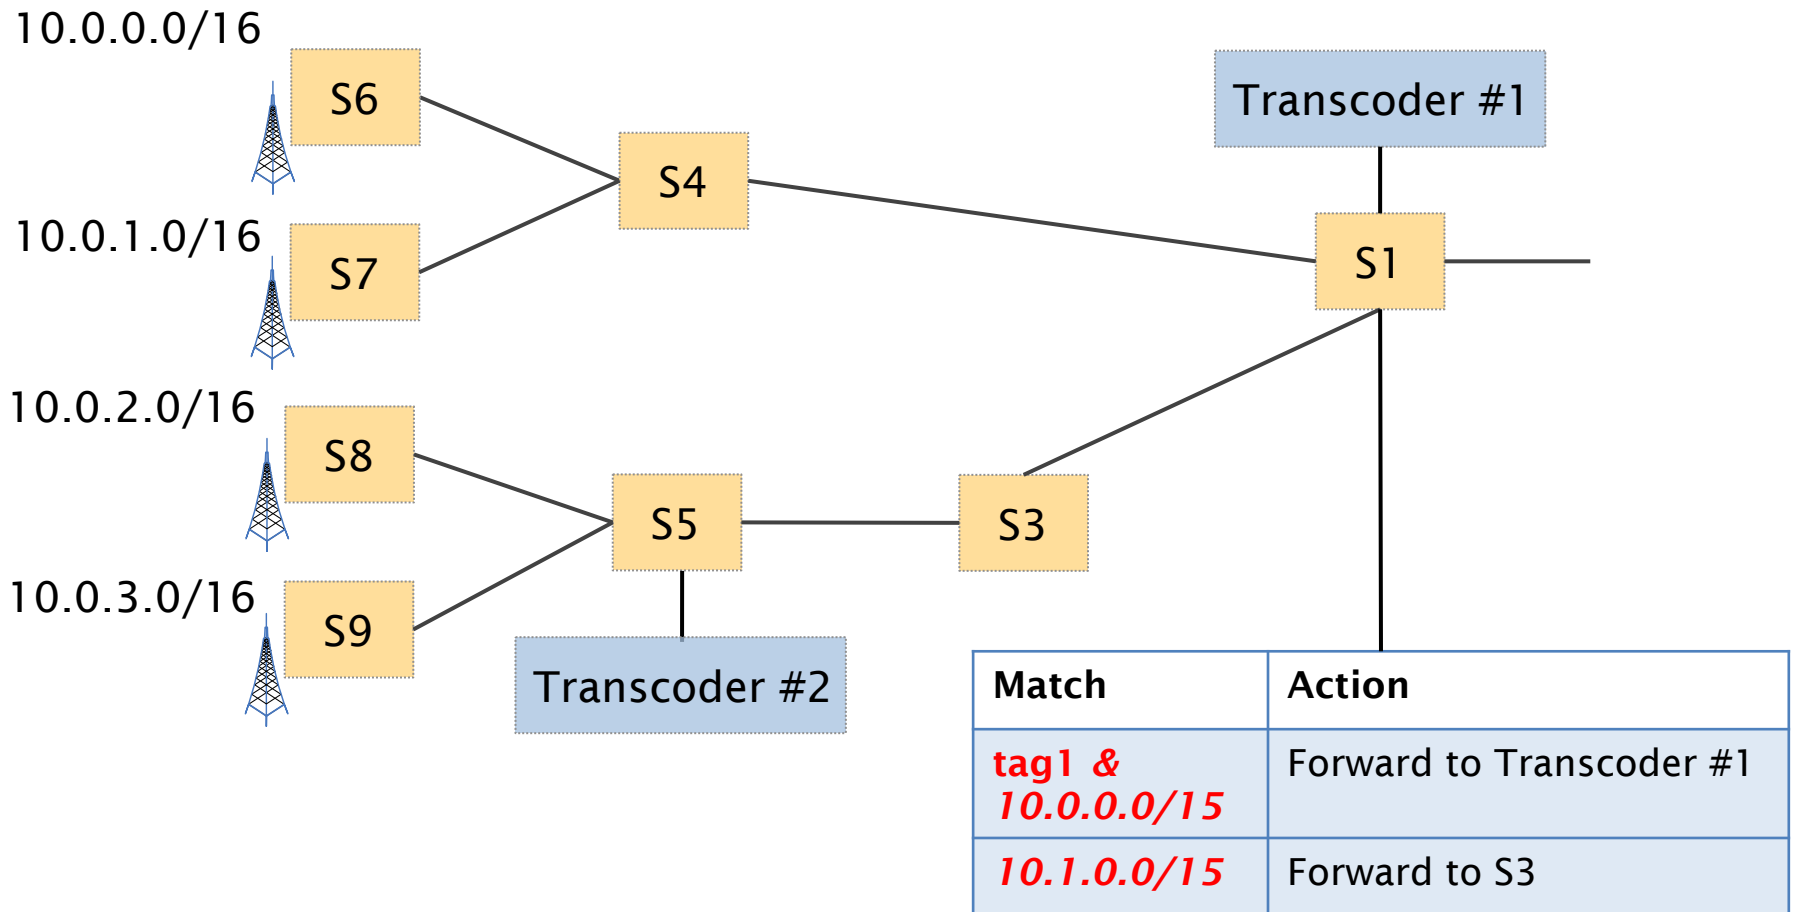 10.0.0.0/16
S6
Transcoder #1
S4
10.0.1.0/16
S7
S1
10.0.2.0/16
S8
S5
S3
10.0.3.0/16
S9
Transcoder #2
Match Action
tag1 & Forward to Transcoder #1
10.0.0.0/15
10.1.0.0/15 Forward to S3